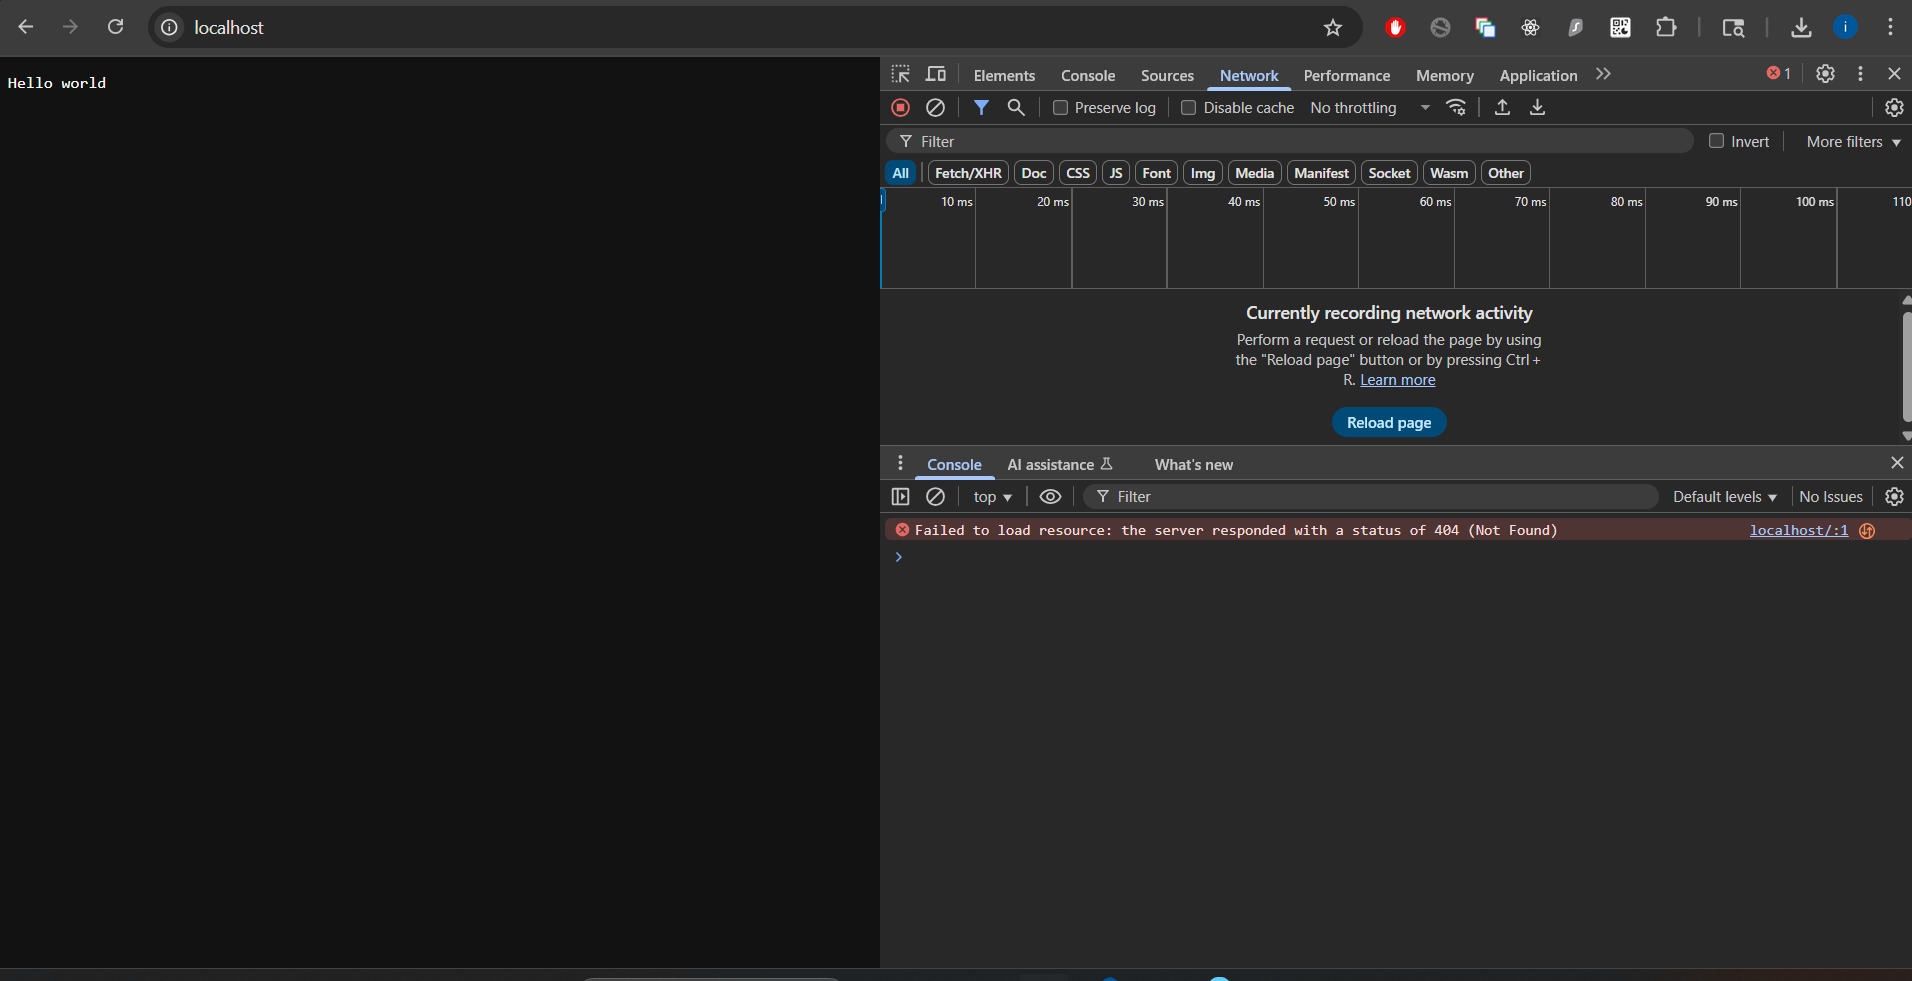 localhost
i
Hello world
Elements Console Sources Network Performance Memory Application 1
Preserve log Disable cache No throttling
Filter Invert More filters
All Fetch/XHR Doc CSS JS Font Img Media Manifest Socket Wasm Other
10 ms 20 ms 30 ms 40 ms 50 ms 60 ms 70 ms 80 ms 90 ms 100 ms 110
Currently recording network activity
Perform a request or reload the page by using
the "Reload page" button or by pressing Ctrl +
R. Learn more
Reload page
Console AI assistance What's new
top Filter Default levels No Issues
Failed to load resource: the server responded with a status of 404 (Not Found) localhost/:1